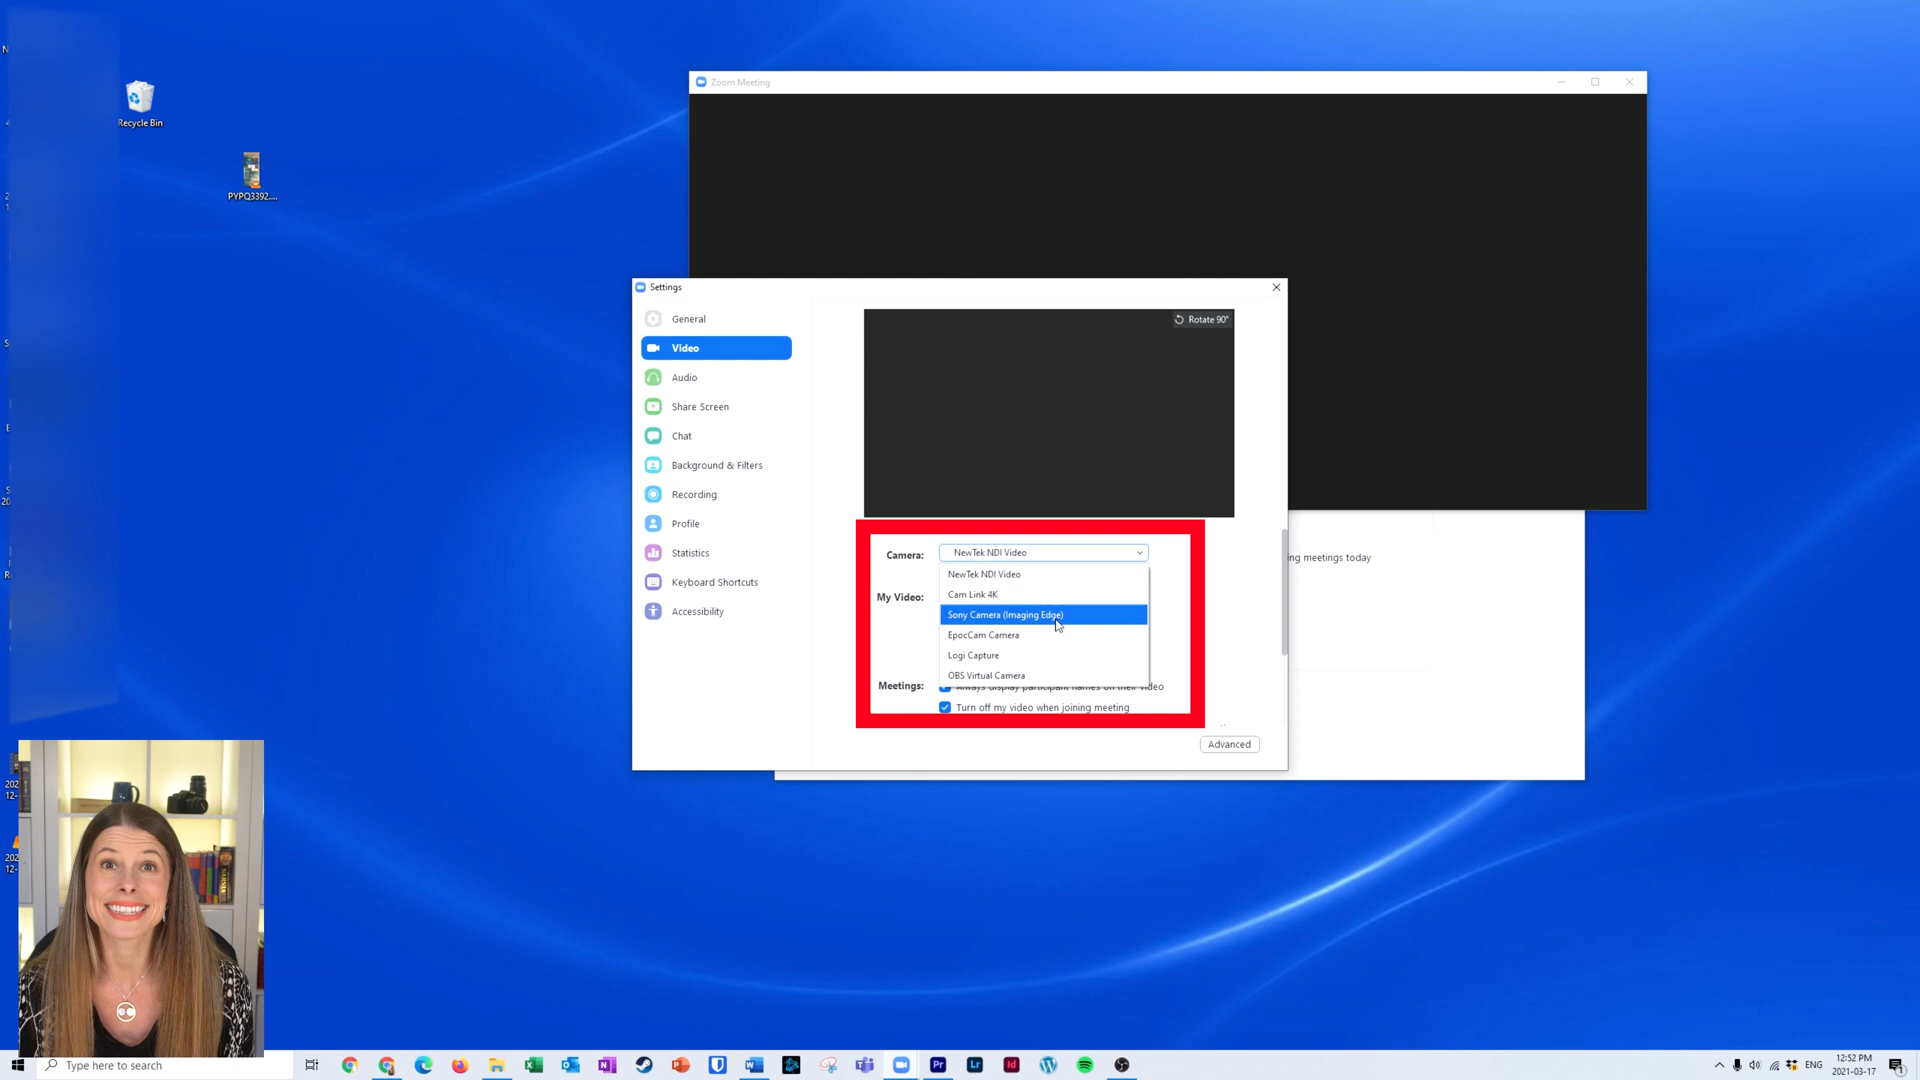 Recycle Bin
PYPQ3392....
Zoom Meeting
Settings
General
Video
Audio
Share Screen
Chat
Background & Filters
Recording
Profile
Statistics
Keyboard Shortcuts
Accessibility
Rotate 90°
Camera:
NewTek NDI Video
NewTek NDI Video
Cam Link 4K
My Video:
Sony Camera (Imaging Edge)
EpocCam Camera
Logi Capture
OBS Virtual Camera
Meetings:
Always display participant names on their video
Turn off my video when joining meeting
Advanced
ing meetings today
Type here to search
ENG
12:52 PM
2021-03-17